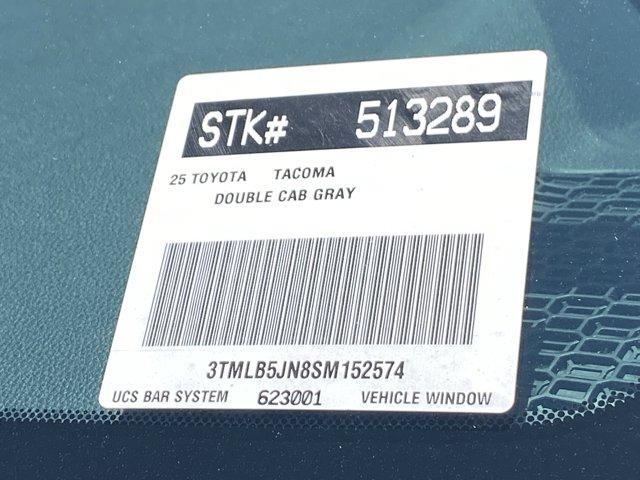 STK# 513289
25 TOYOTA TACOMA
DOUBLE CAB GRAY
3TMLB5JN8SM152574
UCS BAR SYSTEM 623001 VEHICLE WINDOW